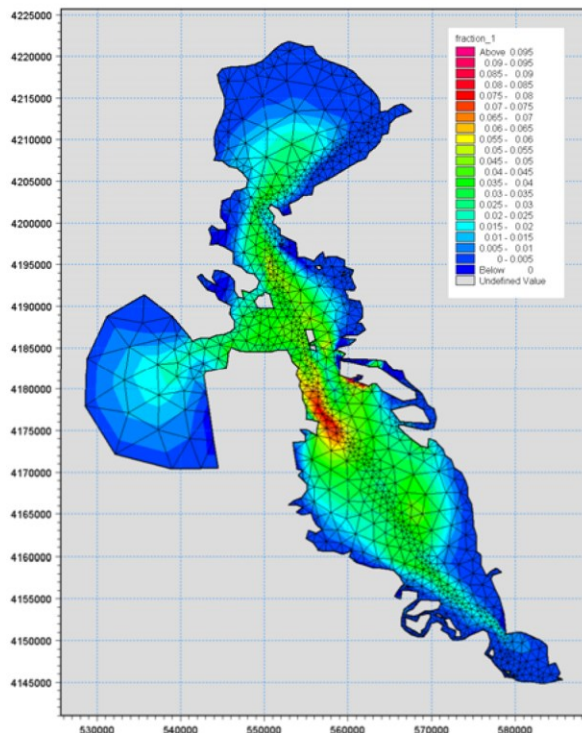 fraction_1
Above 0.095
0.09 - 0.095
0.085 - 0.09
0.08 - 0.085
0.075 - 0.08
0.07 - 0.075
0.065 - 0.07
0.06 - 0.065
0.055 - 0.06
0.05 - 0.055
0.045 - 0.05
0.04 - 0.045
0.035 - 0.04
0.03 - 0.035
0.025 - 0.03
0.02 - 0.025
0.015 - 0.02
0.01 - 0.015
0.005 - 0.01
0 - 0.005
Below 0
Undefined Value
4225000
4220000
4215000
4210000
4205000
4200000
4195000
4190000
4185000
4180000
4175000
4170000
4165000
4160000
4155000
4150000
4145000
530000 540000 550000 560000 570000 580000